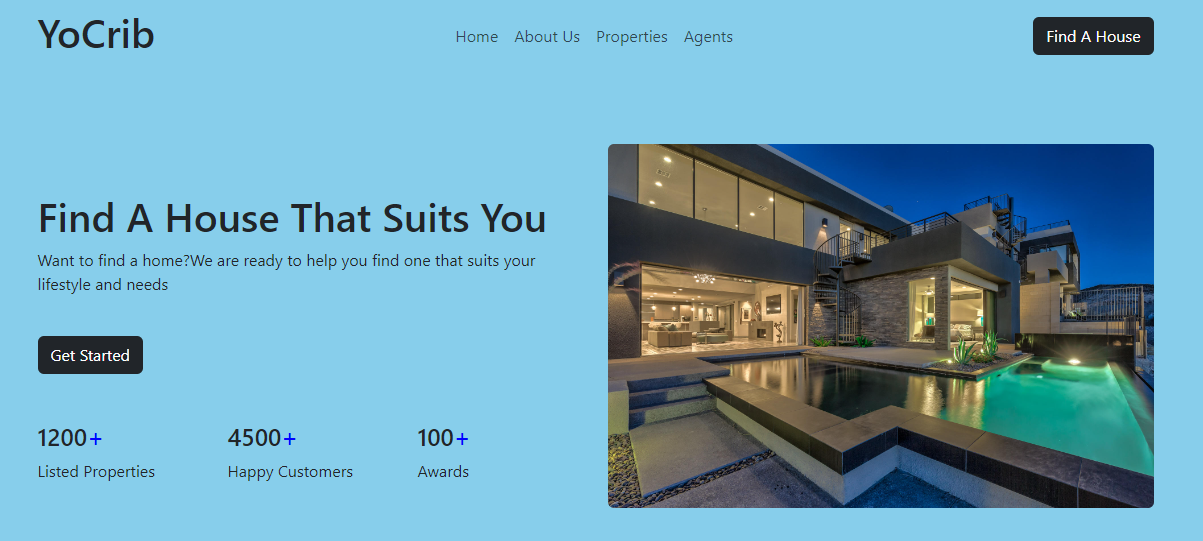 YoCrib
Home About Us Properties Agents
Find A House
Find A House That Suits You
Want to find a home?We are ready to help you find one that suits your
lifestyle and needs
Get Started
1200+ 4500+ 100+
Listed Properties Happy Customers Awards